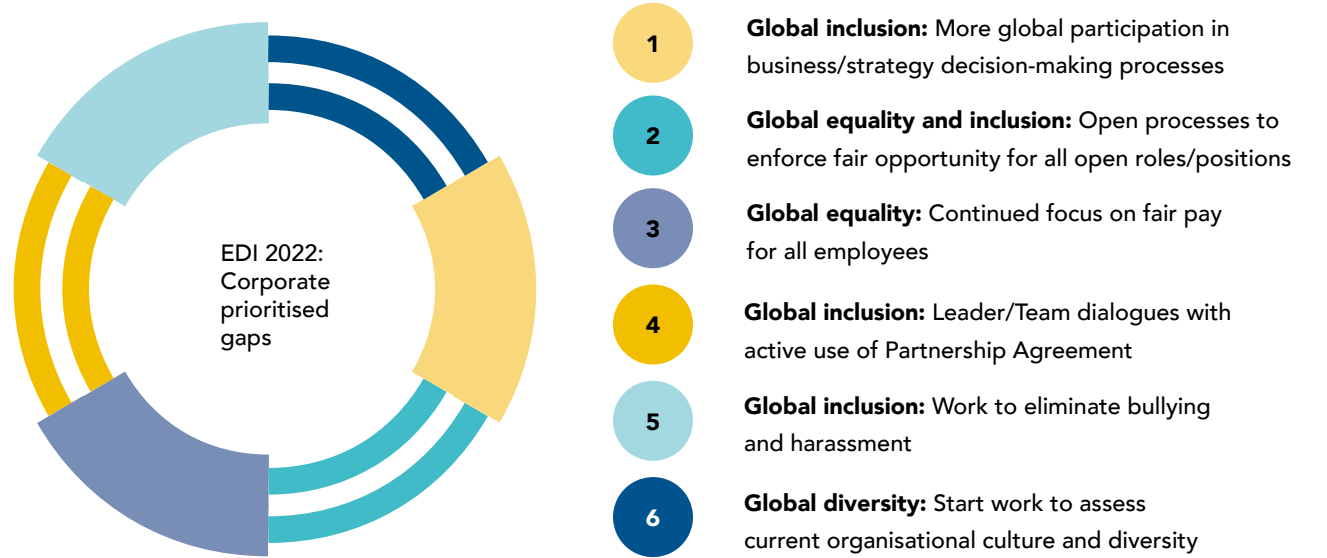 EDI 2022:
Corporate
prioritised
gaps
1
Global inclusion: More global participation in
business/strategy decision-making processes
2
Global equality and inclusion: Open processes to
enforce fair opportunity for all open roles/positions
3
Global equality: Continued focus on fair pay
for all employees
4
Global inclusion: Leader/Team dialogues with
active use of Partnership Agreement
5
Global inclusion: Work to eliminate bullying
and harassment
6
Global diversity: Start work to assess
current organisational culture and diversity